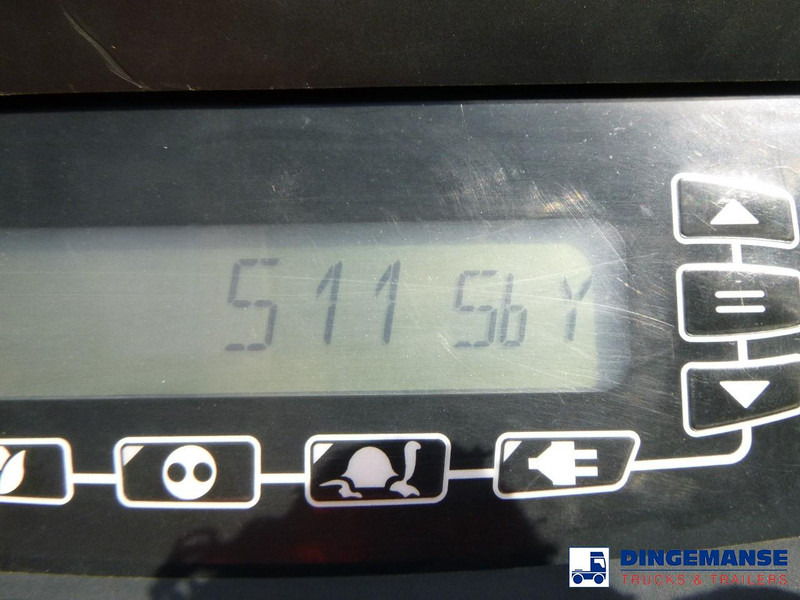 511 SbY
DINGEMANSE
TRUCKS & TRAILERS